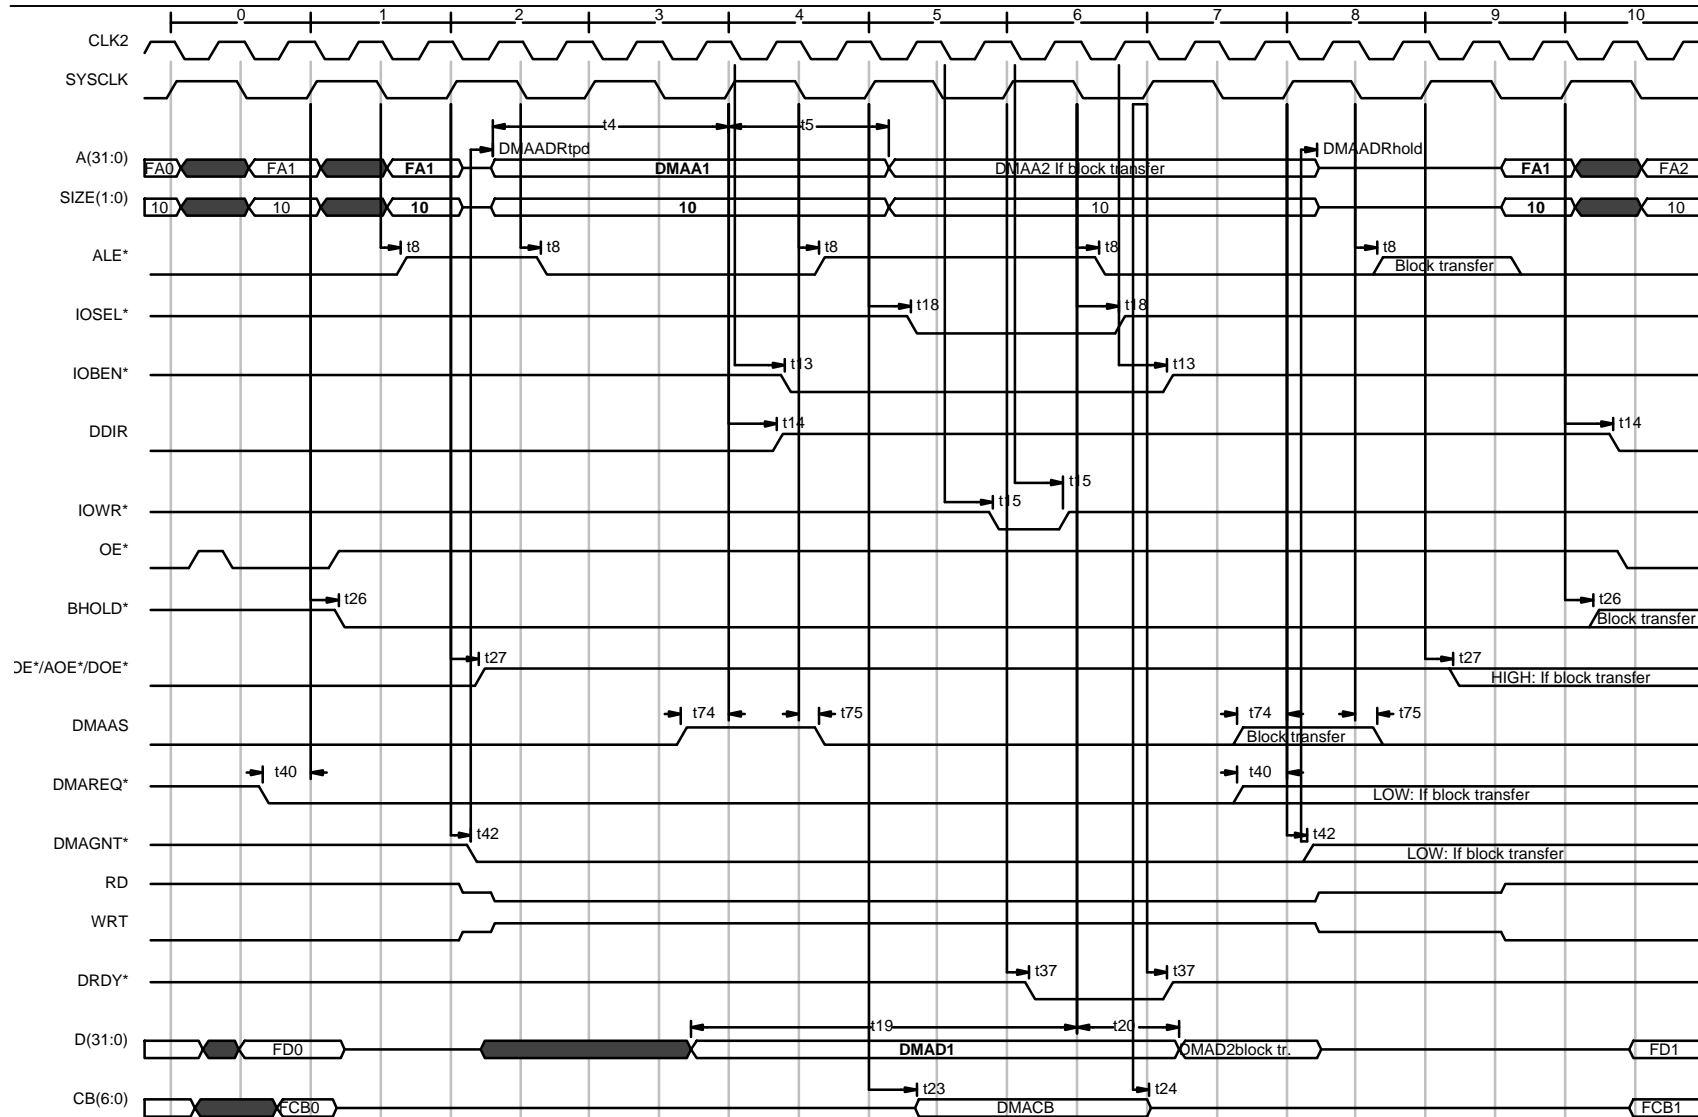 0 1 2 3 4 5 6 7 8 9 10
CLK2
SYSCLK
t4 t5
DMAADRtpd DMAADRhold
A(31:0) FA0 FA1 FA1 DMAA1 DMAA2 If block transfer FA1 FA2
SIZE(1:0) 10 10 10 10 10 10 10
ALE* t8 t8 t8 t8 t8
Block transfer
IOSEL* t18 t18
IOBEN* t13 t13
DDIR t14 t14
t15
IOWR* t15
OE*
BHOLD* t26 t26
Block transfer
OE*/AOE*/DOE* t27 t27
HIGH: If block transfer
DMAAS t74 t75 t74 t75
Block transfer
DMAREQ* t40 t40
LOW: If block transfer
DMAGNT* t42 t42
LOW: If block transfer
RD
WRT
DRDY* t37 t37
t19 t20
D(31:0) FD0 DMAD1 DMAD2block tr. FD1
t23 t24
CB(6:0) FCB0 DMACB FCB1